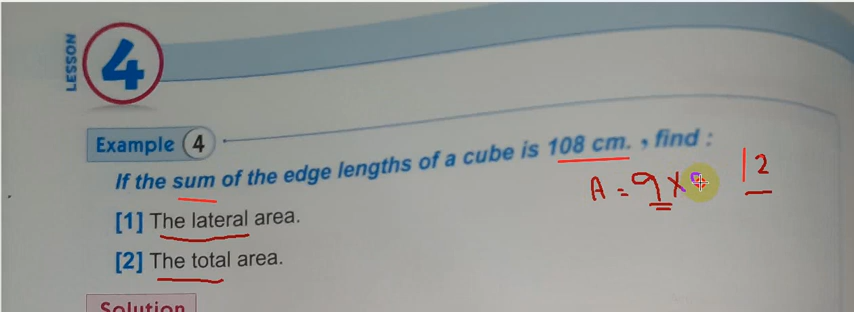 LESSON
4
Example 4
If the sum of the edge lengths of a cube is 108 cm. , find :
A = 9 x
12
[1] The lateral area.
[2] The total area.
Solution